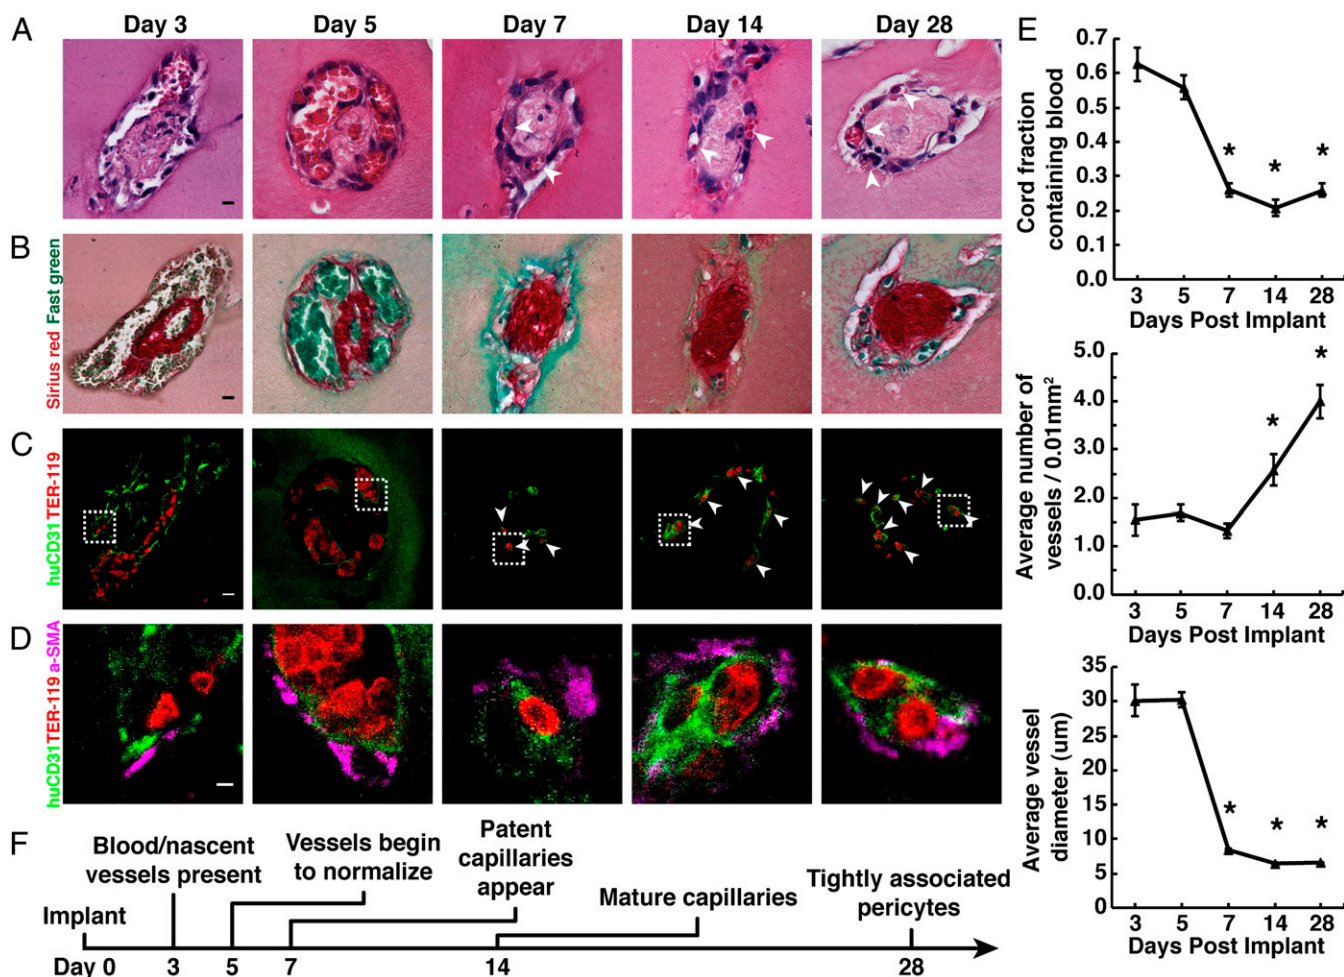 A
Day 3
Day 5
Day 7
Day 14
Day 28
B
Sirius red Fast green
C
huCD31 TER-119
D
huCD31 TER-119 a-SMA
E
Cord fraction
containing blood
0.7
0.6
0.5
0.4
0.3
0.2
0.1
0.0
* * *
3 5 7 14 28
Days Post Implant
Average number of
vessels / 0.01mm²
5.0
4.0
3.0
2.0
1.0
0.0
* *
3 5 7 14 28
Days Post Implant
Average vessel
diameter (um)
35
30
25
20
15
10
5
0
* * *
3 5 7 14 28
Days Post Implant
F
Implant
Blood/nascent
vessels present
Vessels begin
to normalize
Patent
capillaries
appear
Mature capillaries
Tightly associated
pericytes
Day 0 3 5 7 14 28